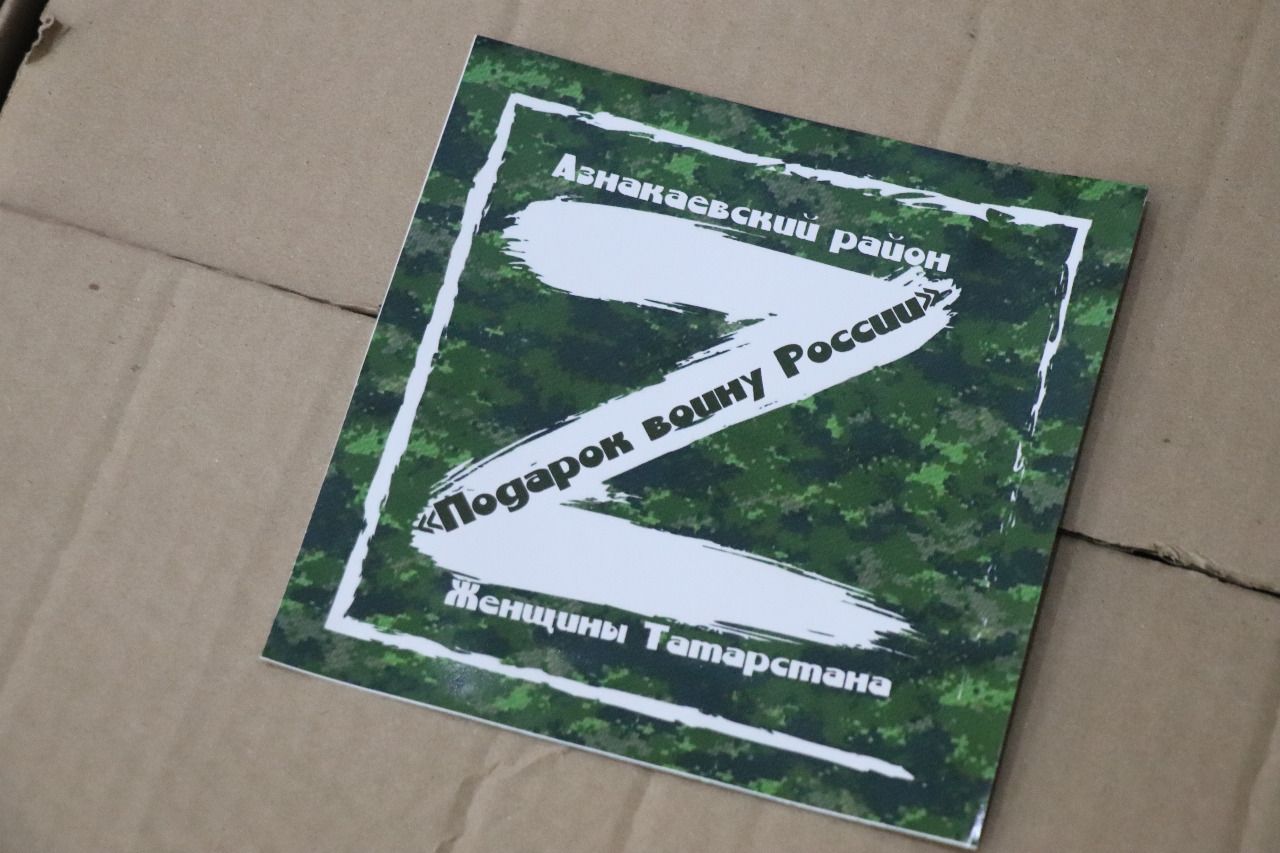 Азнакаевский район
Z
«Подарок воину России»
Женщины Татарстана